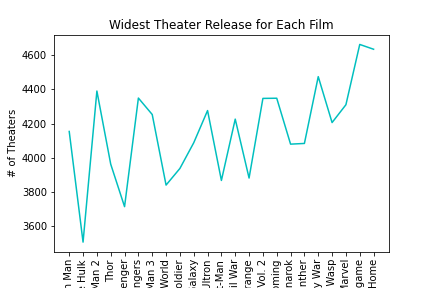 Widest Theater Release for Each Film
# of Theaters
4600
4400
4200
4000
3800
3600
n Man
Hulk
Man 2
Thor
enger
ngers
Man 3
World
oldier
alaxy
Ultron
t-Man
il War
range
Vol. 2
oming
narok
nther
y War
Wasp
Marvel
game
Home